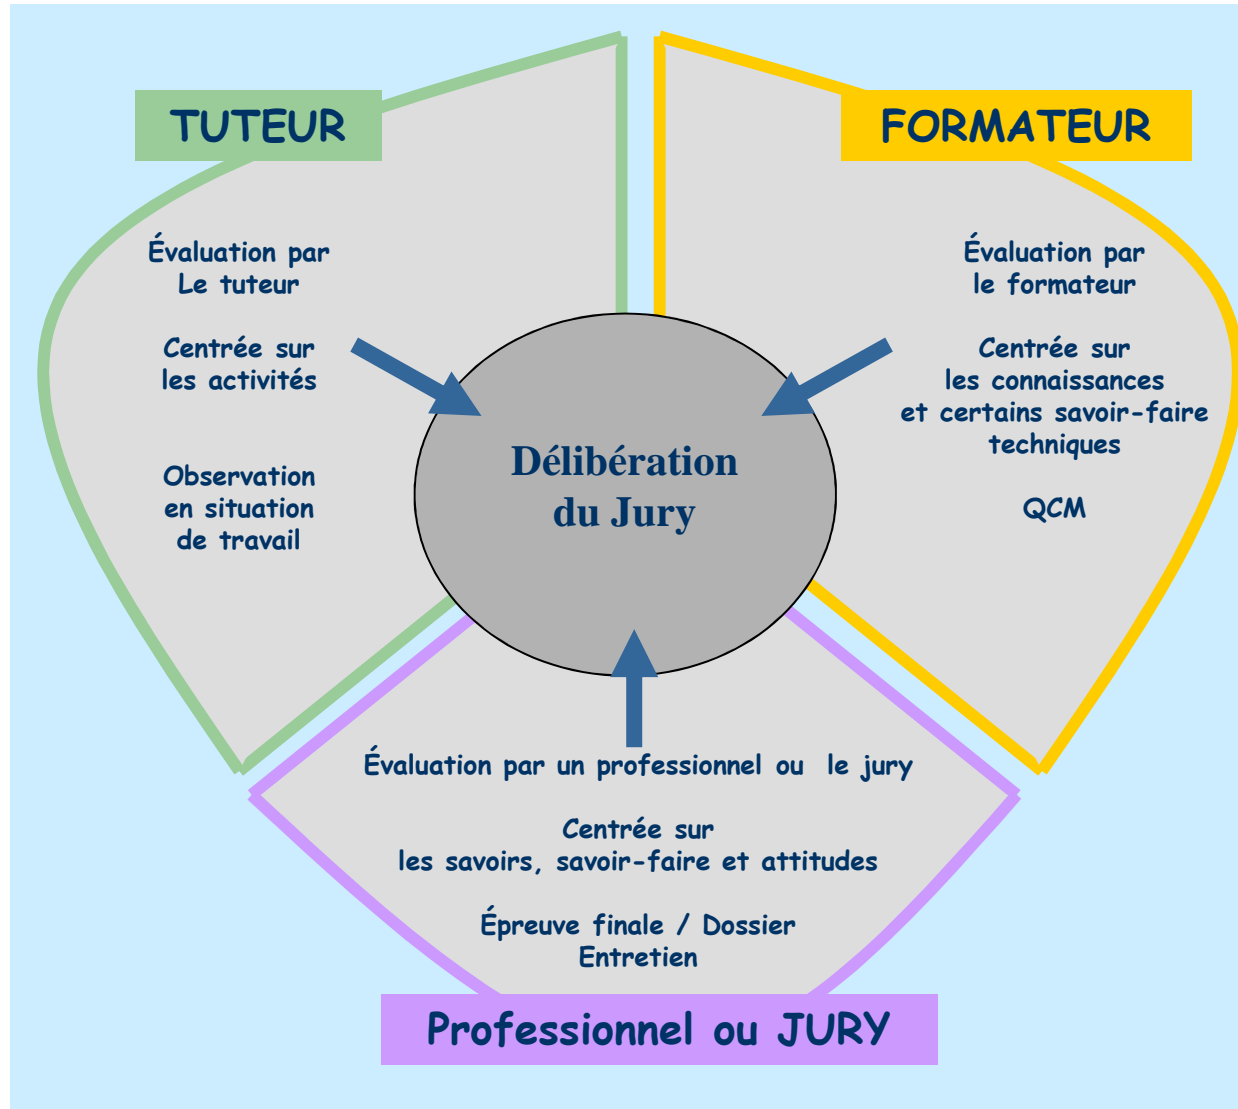 TUTEUR
Évaluation par
Le tuteur
Centrée sur
les activités
Observation
en situation
de travail
FORMATEUR
Évaluation par
le formateur
Centrée sur
les connaissances
et certains savoir-faire
techniques
QCM
Délibération
du Jury
Évaluation par un professionnel ou le jury
Centrée sur
les savoirs, savoir-faire et attitudes
Épreuve finale / Dossier
Entretien
Professionnel ou JURY